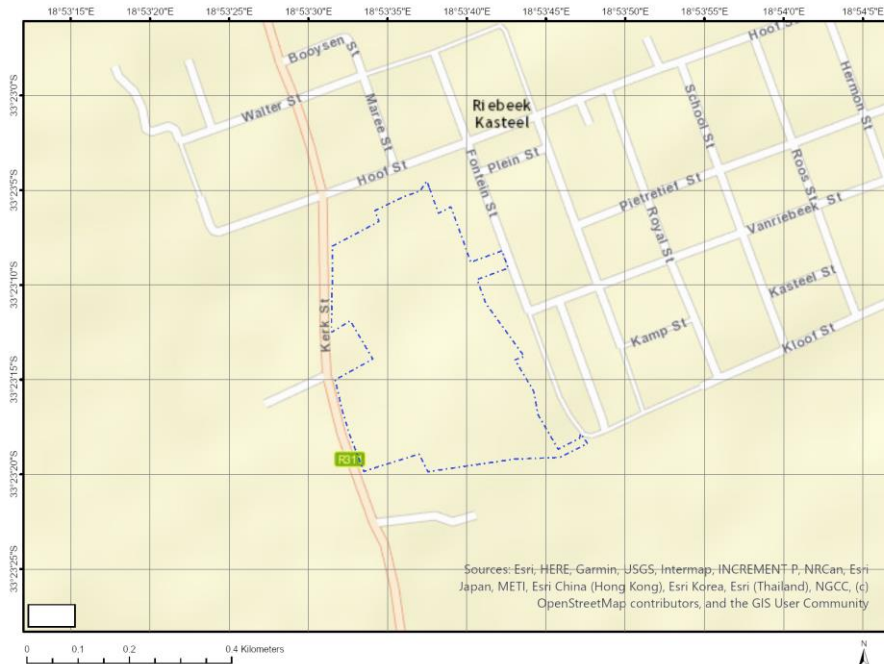 18°53'15"E 18°53'20"E 18°53'25"E 18°53'30"E 18°53'35"E 18°53'40"E 18°53'45"E 18°53'50"E 18°53'55"E 18°54'0"E 18°54'5"E
33°23'0"S
33°23'5"S
33°23'10"S
33°23'15"S
33°23'20"S
33°23'25"S
Booysen St
Walter St
Maree St
Hoof St
Riebeek
Kasteel
Plein St
Fontein St
Hoof St
School St
Hermon St
Pietretief St
Roos St
Royal St
Vanriebeek St
Kasteel St
Kamp St
Kloof St
Kerk St
R311
Sources: Esri, HERE, Garmin, USGS, Intermap, INCREMENT P, NRCan, Esri
Japan, METI, Esri China (Hong Kong), Esri Korea, Esri (Thailand), NGCC, (c)
OpenStreetMap contributors, and the GIS User Community
0 0.1 0.2 0.4 Kilometers
N